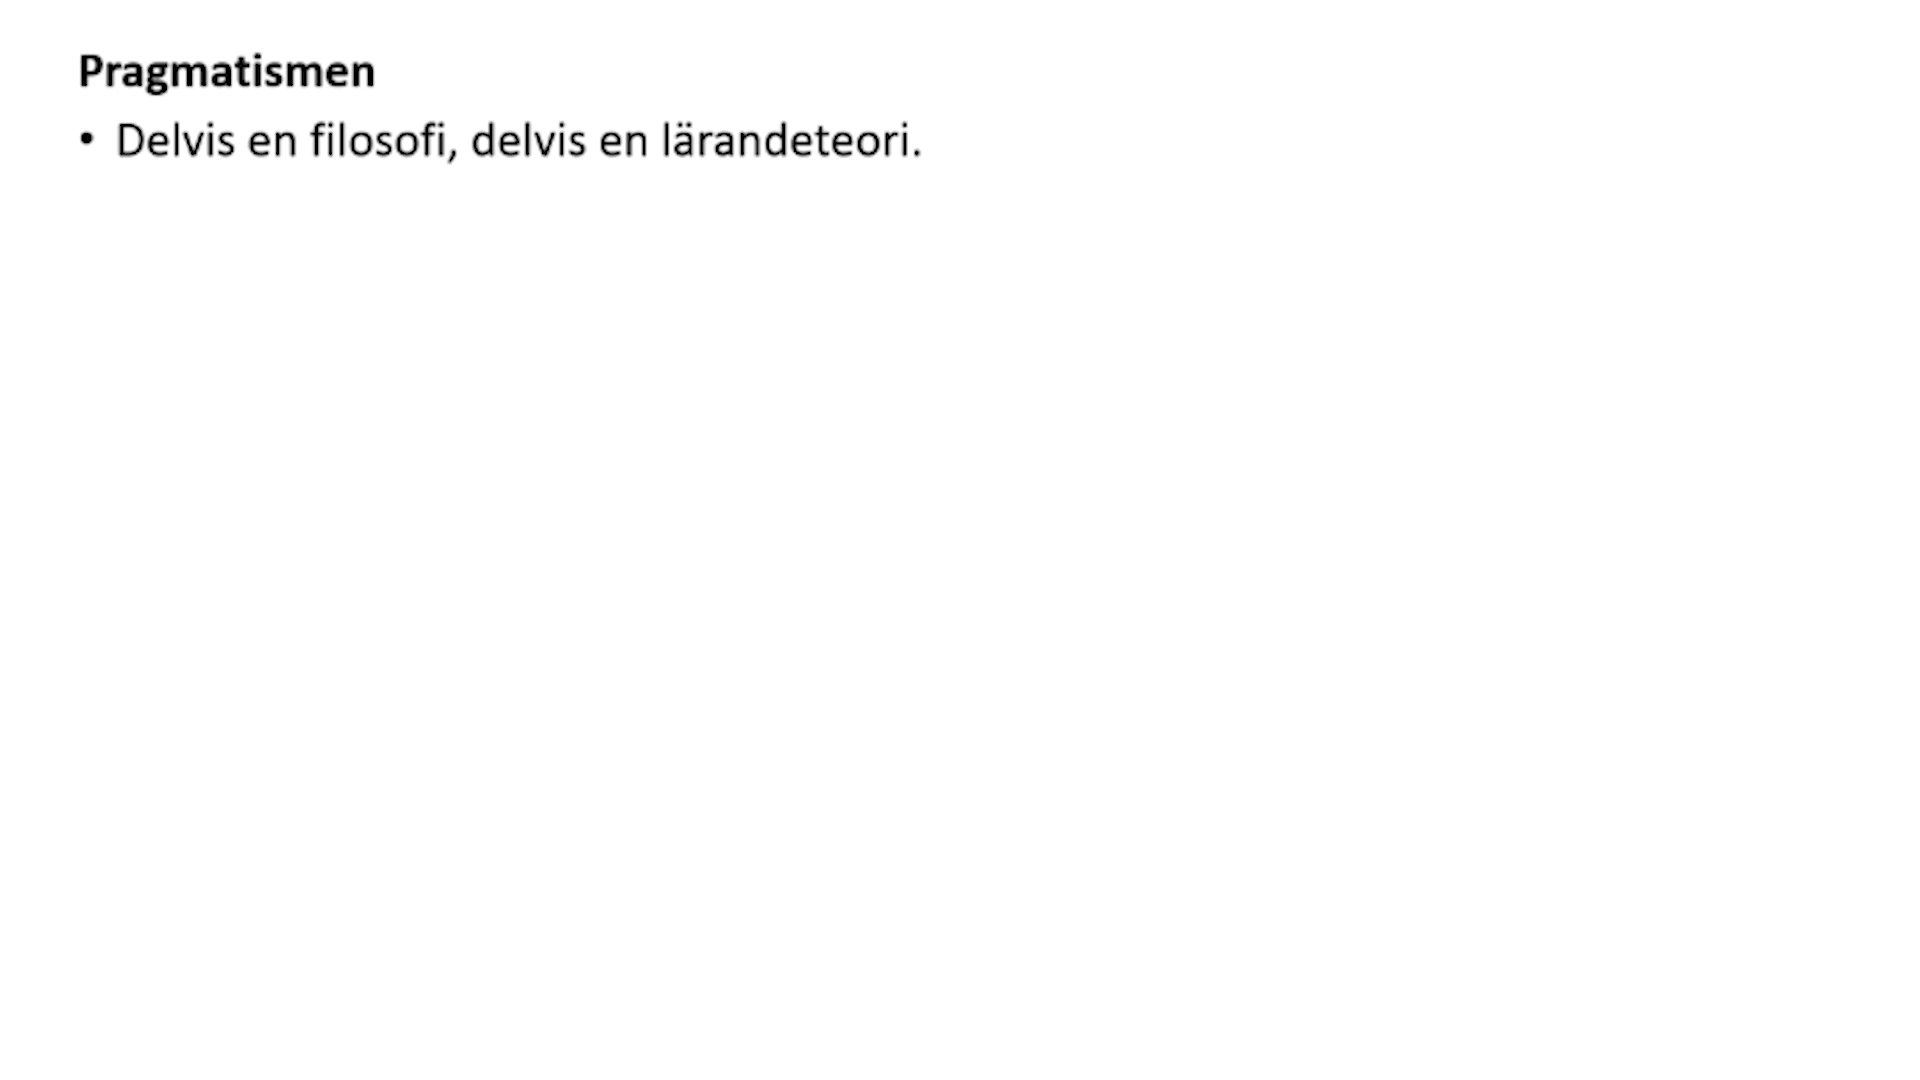 Pragmatismen
• Delvis en filosofi, delvis en lärandeteori.